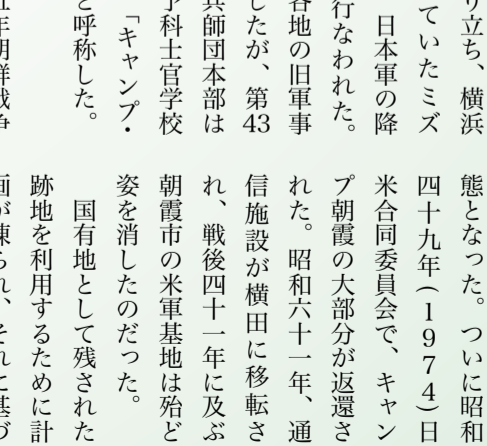 り立ち、横浜
ていたミズ
日本軍の降
行なわれた。
各地の旧軍事
したが、第43
兵師団本部は
予科士官学校
「キャンプ・
と呼称した。
態となった。ついに昭和
四十九年(1974)日
米合同委員会で、キャン
プ朝霞の大部分が返還さ
れた。昭和六十一年、通
信施設が横田に移転さ
れ、戦後四十一年に及ぶ
朝霞市の米軍基地は殆ど
姿を消したのだった。
国有地として残された
跡地を利用するために計
画が練られ、それに基づ